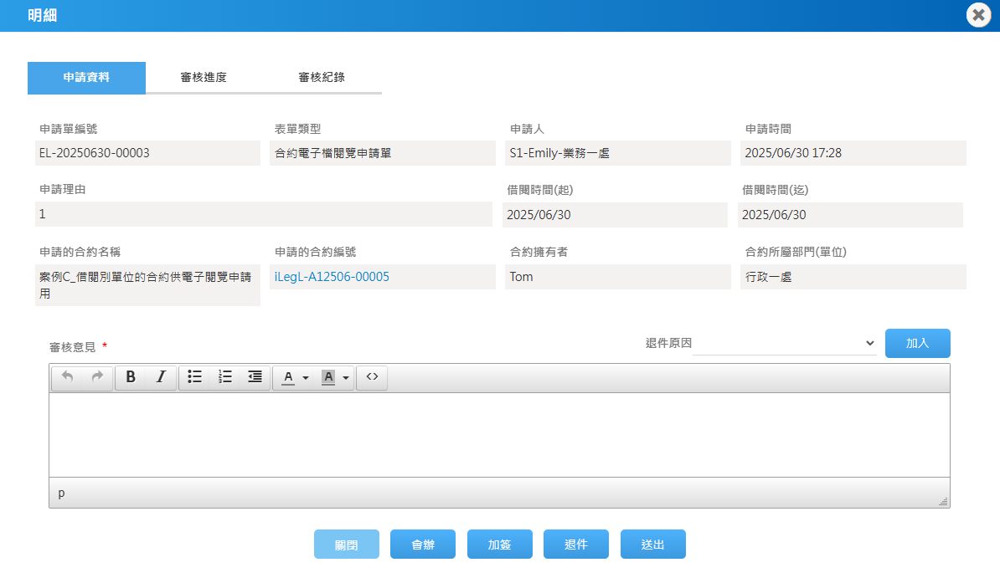 明細
申請資料 審核進度 審核紀錄
申請單編號 表單類型 申請人 申請時間
EL-20250630-00003 合約電子檔閱覽申請單 S1-Emily-業務一處 2025/06/30 17:28
申請理由 借閱時間(起) 借閱時間(迄)
1 2025/06/30 2025/06/30
申請的合約名稱 申請的合約編號 合約擁有者 合約所屬部門(單位)
案例C_借閱別單位的合約供電子閱覽申請 iLegL-A12506-00005 Tom 行政一處
用
審核意見 * 退件原因 加入
B I A A
p
關閉 會辦 加簽 退件 送出